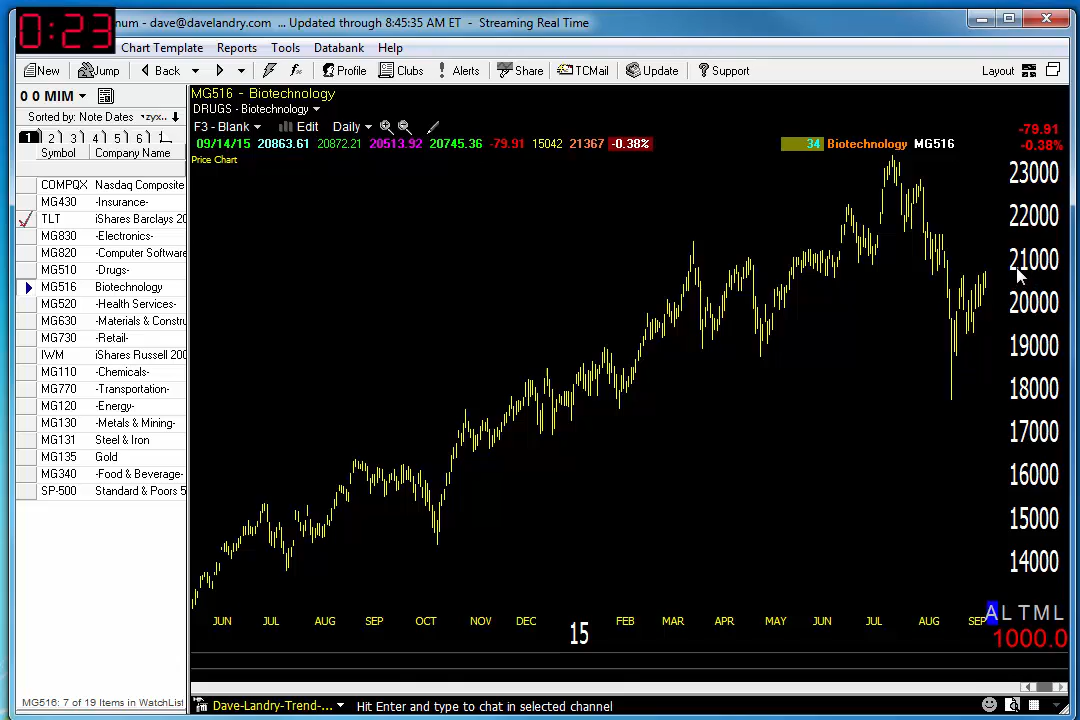 0:23
num - dave@davelandry.com ... Updated through 8:45:35 AM ET - Streaming Real Time
Chart Template Reports Tools Databank Help
New Jump Back Profile Clubs Alerts Share TCMail Update Support Layout
0 0 MIM
Sorted by: Note Dates zyx..
1 2 3 4 5 6
Symbol Company Name
COMPQX Nasdaq Composite
MG430 -Insurance-
TLT iShares Barclays 20
MG830 -Electronics-
MG820 -Computer Software
MG510 -Drugs-
MG516 Biotechnology
MG520 -Health Services-
MG630 -Materials & Constru
MG730 -Retail-
IWM iShares Russell 200
MG110 -Chemicals-
MG770 -Transportation-
MG120 -Energy-
MG130 -Metals & Mining-
MG131 Steel & Iron
MG135 Gold
MG340 -Food & Beverage-
SP-500 Standard & Poors 5
MG516: 7 of 19 Items in WatchList
MG516 - Biotechnology
DRUGS - Biotechnology
F3 - Blank Edit Daily
09/14/15 20863.61 20872.21 20513.92 20745.36 -79.91 15042 21367 -0.38%
34 Biotechnology MG516
-79.91
-0.38%
Price Chart
23000
22000
21000
20000
19000
18000
17000
16000
15000
14000
JUN JUL AUG SEP OCT NOV DEC 15 FEB MAR APR MAY JUN JUL AUG SEP
A L T M L
1000.0
Dave-Landry-Trend-... Hit Enter and type to chat in selected channel